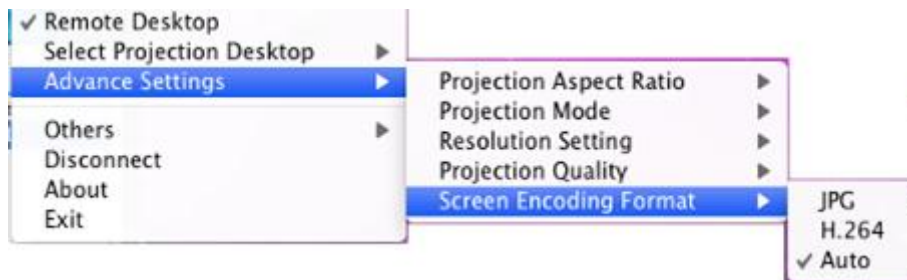 ✓ Remote Desktop
Select Projection Desktop
Advance Settings
Others
Disconnect
About
Exit
Projection Aspect Ratio
Projection Mode
Resolution Setting
Projection Quality
Screen Encoding Format
JPG
H.264
✓ Auto